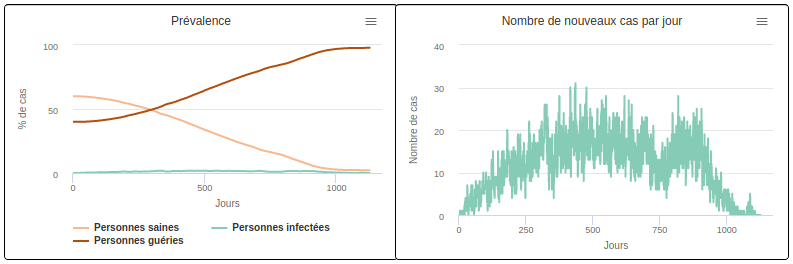 Prévalence
% de cas
100
50
0
0
500
1000
Jours
Personnes saines
Personnes infectées
Personnes guéries
Nombre de nouveaux cas par jour
Nombre de cas
40
30
20
10
0
0
250
500
750
1000
Jours